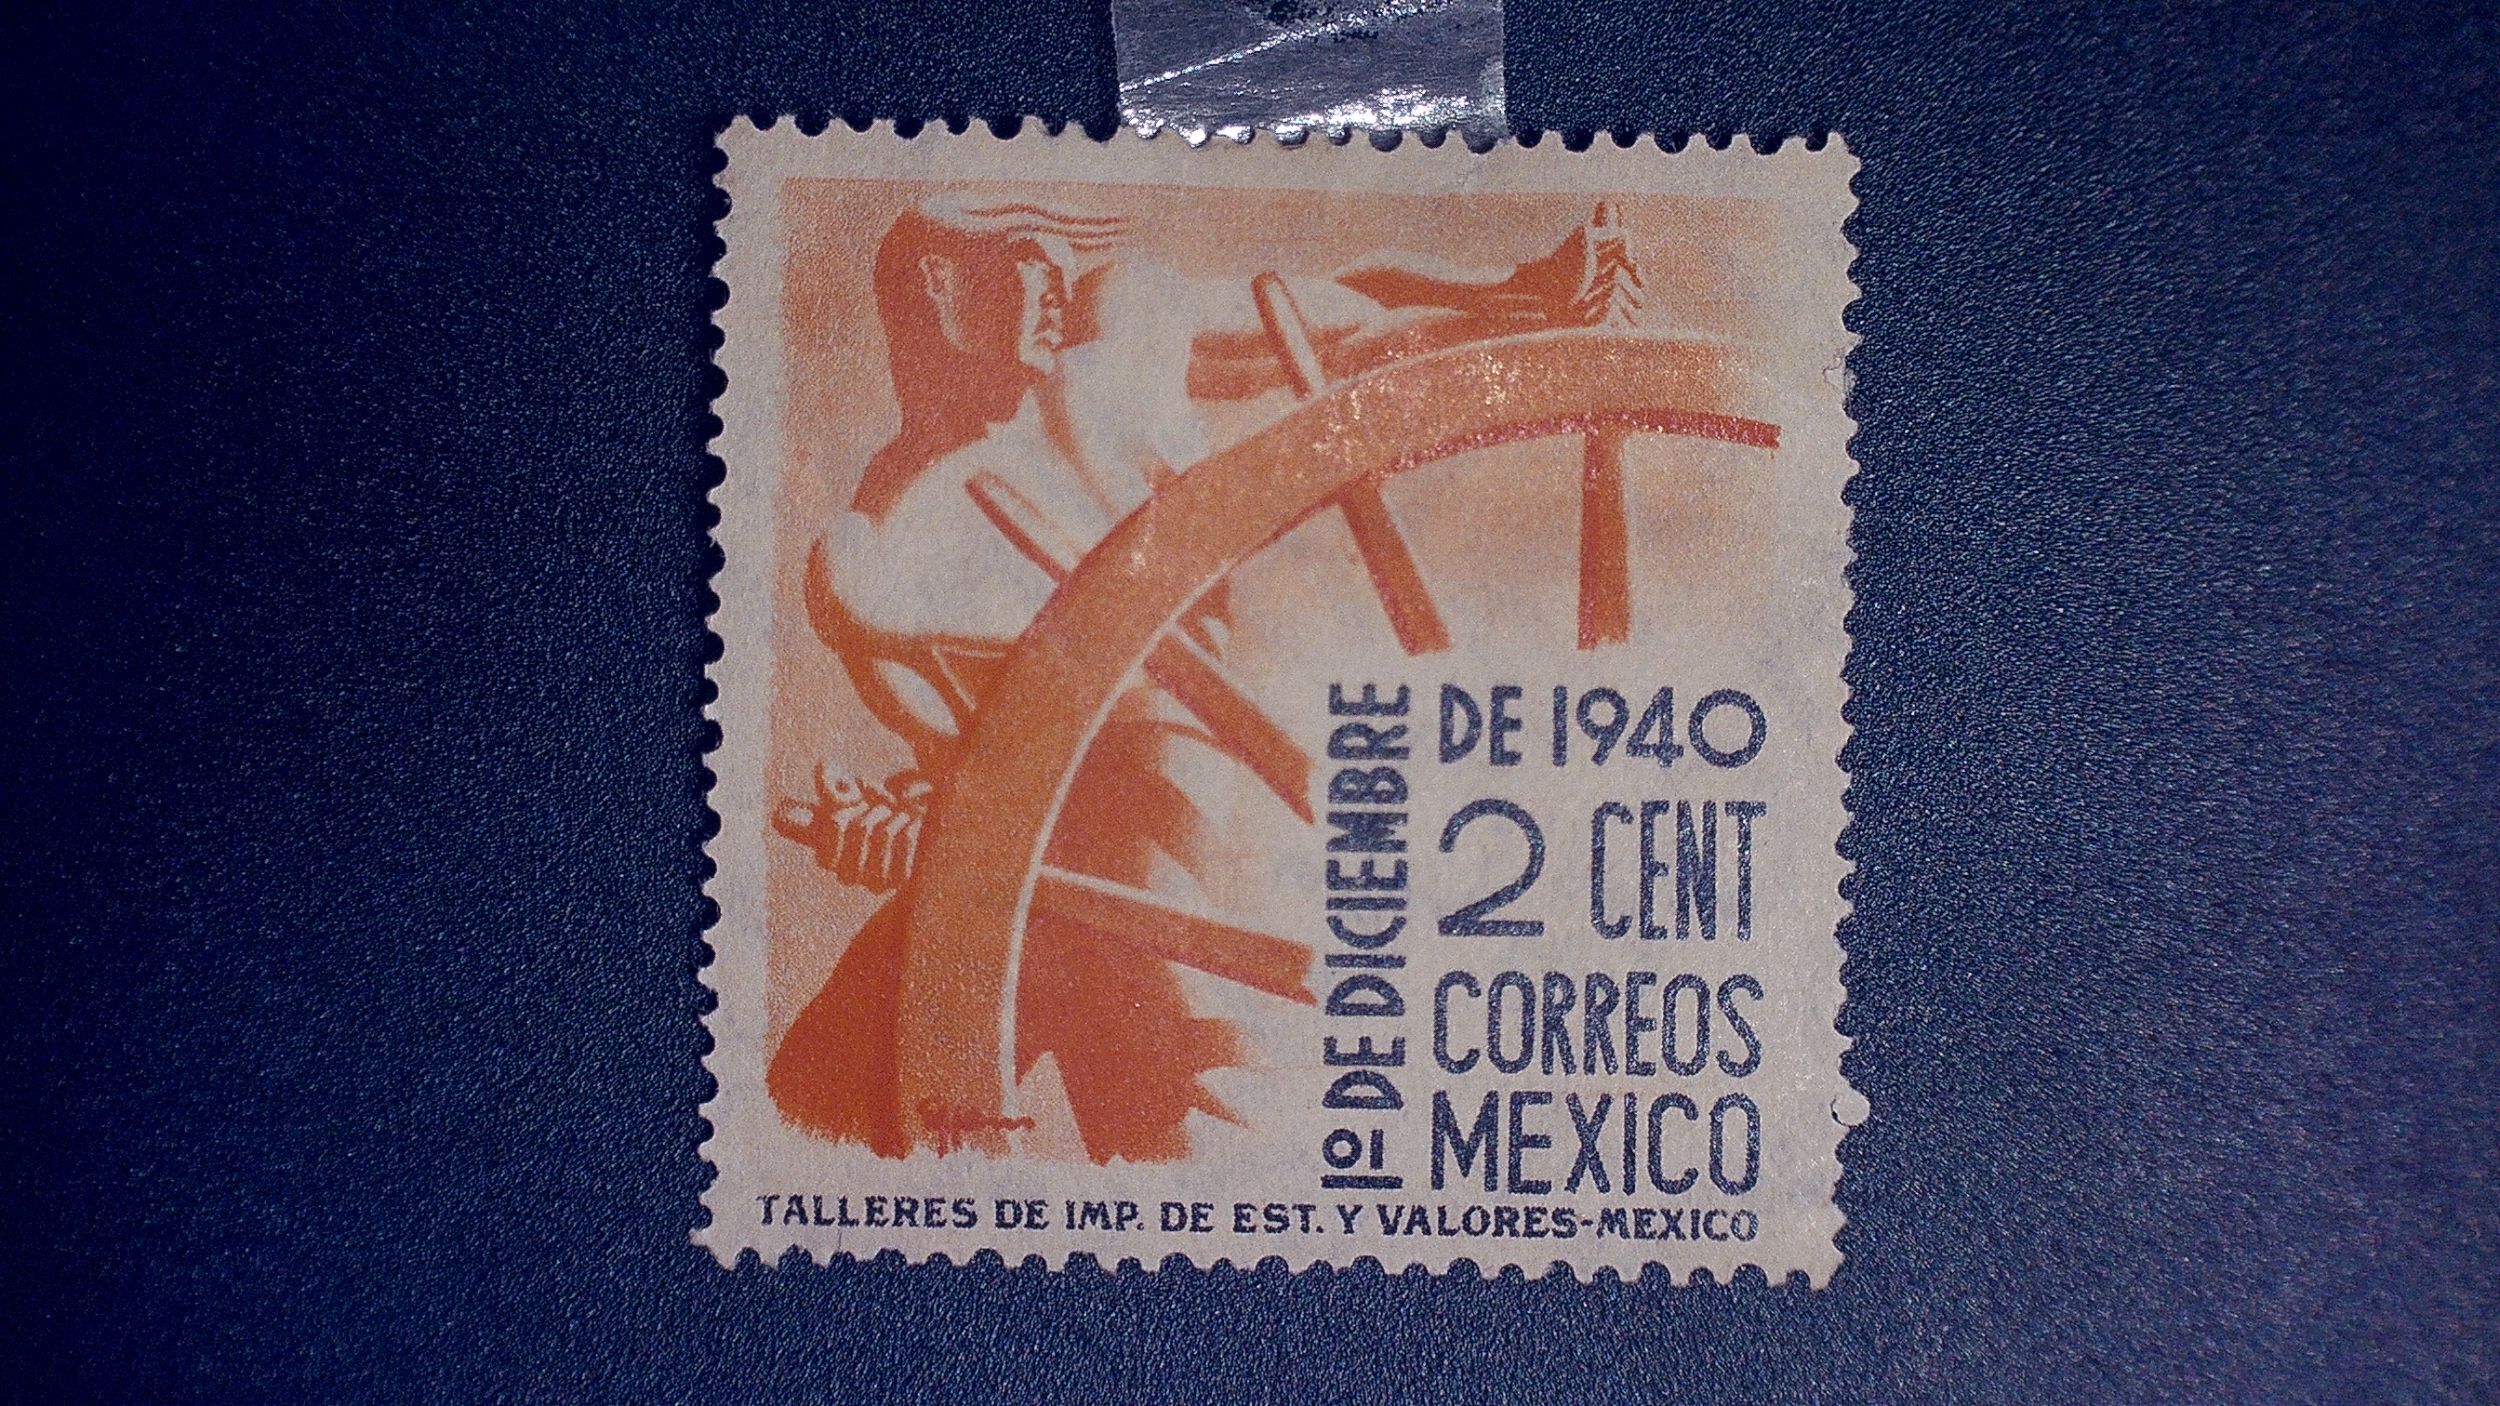 1º DE DICIEMBRE
DE 1940
2 CENT
CORREOS
MEXICO
TALLERES DE IMP. DE EST. Y VALORES-MEXICO